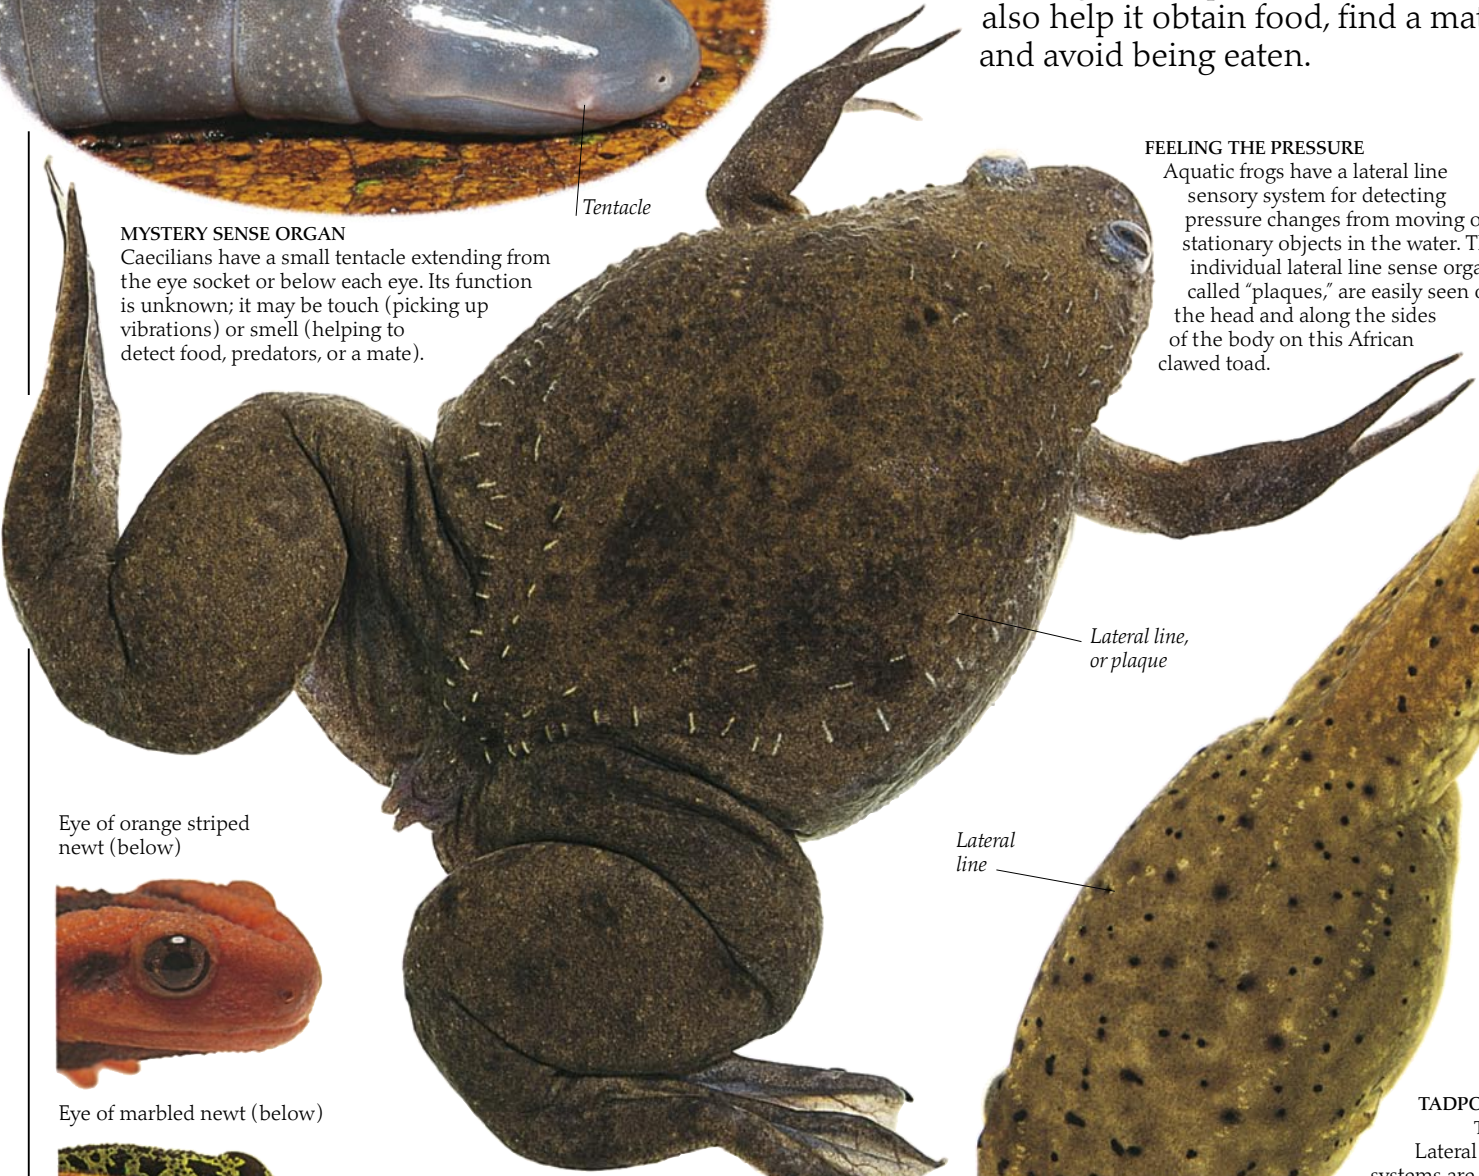 also help it obtain food, find a
and avoid being eaten.
FEELING THE PRESSURE
Aquatic frogs have a lateral line
sensory system for detecting
pressure changes from moving
stationary objects in the water.
individual lateral line sense
called “plaques,” are easily seen
the head and along the sides
of the body on this African
clawed toad.
Tentacle
MYSTERY SENSE ORGAN
Caecilians have a small tentacle extending from
the eye socket or below each eye. Its function
is unknown; it may be touch (picking up
vibrations) or smell (helping to
detect food, predators, or a mate).
Lateral line,
or plaque
Eye of orange striped
newt (below)
Lateral
line
Eye of marbled newt (below)
Lateral